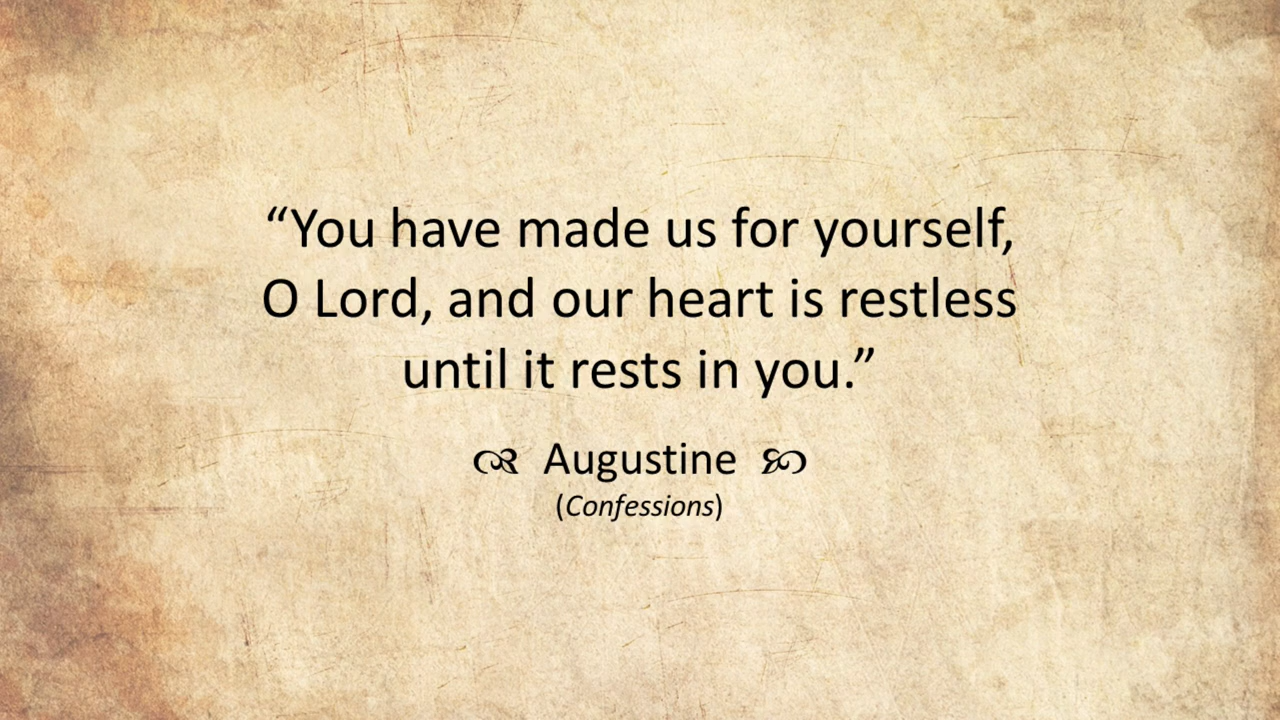 “You have made us for yourself,
O Lord, and our heart is restless
until it rests in you.”
Augustine
(Confessions)